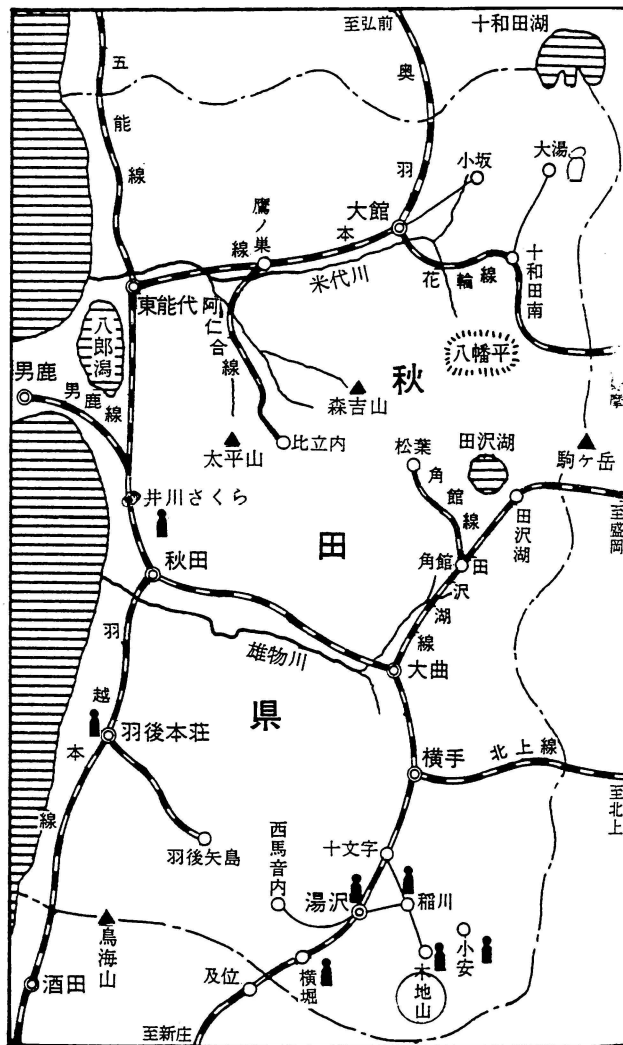 至弘前
十和田湖
五能線
奥羽本線
小坂
大湯
大館
鷹ノ巣
米代川
花輪線
十和田南
東能代
阿仁合線
八郎潟
八幡平
男鹿
男鹿線
秋田県
森吉山
太平山
比立内
松葉
田沢湖
駒ヶ岳
角館線
井川さくら
田沢湖
至盛岡
角館
秋田
田沢湖線
羽越本線
雄物川
大曲
羽後本荘
横手
北上線
至北上
羽後矢島
西馬音内
十文字
湯沢
稲川
小安
鳥海山
酒田
及位
横堀
木地山
至新庄